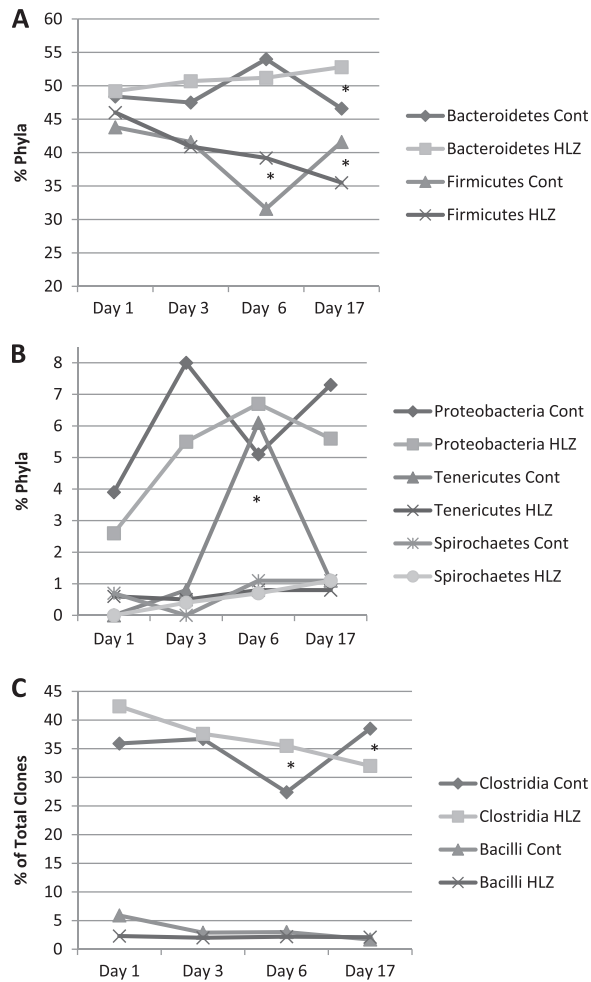 A
60
55
50
45
40
35
30
25
20
% Phyla
*
*
*
Day 1 Day 3 Day 6 Day 17
Bacteroidetes Cont
Bacteroidetes HLZ
Firmicutes Cont
Firmicutes HLZ
B
8
7
6
5
4
3
2
1
0
% Phyla
*
Day 1 Day 3 Day 6 Day 17
Proteobacteria Cont
Proteobacteria HLZ
Tenericutes Cont
Tenericutes HLZ
Spirochaetes Cont
Spirochaetes HLZ
C
45
40
35
30
25
20
15
10
5
0
% of Total Clones
*
*
Day 1 Day 3 Day 6 Day 17
Clostridia Cont
Clostridia HLZ
Bacilli Cont
Bacilli HLZ